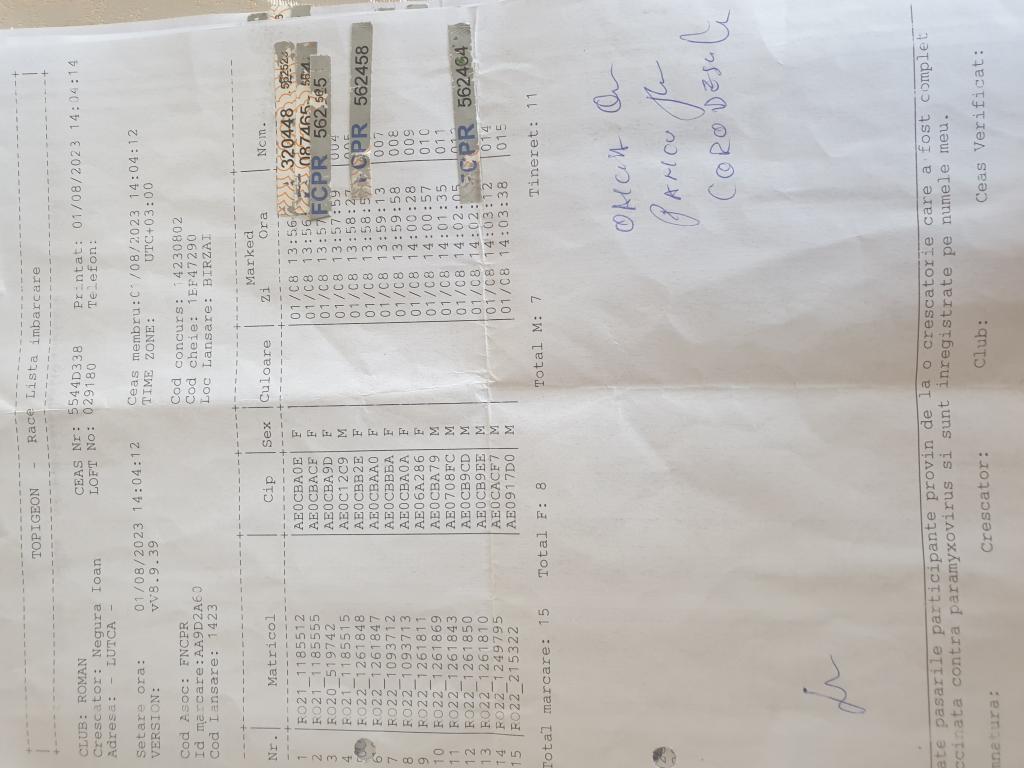 TOPIGEON - Race Lista imbarcare
CLUB: ROMAN CEAS Nr: 5544D338 Printat: 01/08/2023 14:04:14
Crescator: Negura Ioan LOFT No: 029180 Telefon:
Adresa: - LUTCA -
Setare ora: 01/08/2023 14:04:12 Ceas membru:01/08/2023 14:04:12
VERSION: vV8.9.39 TIME ZONE: UTC+03:00
Cod Asoc: FNCPR Cod concurs: 14230802
Id marcare:AA9D2A60 Cod cheie: 1EF47290
Cod Lansare: 1423 Loc Lansare: BIRZAI
Marked
Nr. Matricol Cip Sex Culoare Zi Ora Ncm.
1 RO21_1185512 AE0CBA0E F 01/08 13:56 320448
2 RO21_1185555 AE0CBACF F 01/08 13:56 087465
3 RO20_519742 AE0CBA9D F 01/08 13:57 FCPR
4 RO21_1185515 AE0C12C9 M 01/08 13:57:59 004
5 RO22_1261848 AE0CBB2E F 01/08 13:58
6 RO22_1261847 AE0CBAA0 F 01/08 13:58 CPR 562458
7 RO22_1093712 AE0CBBBA F 01/08 13:59:13 007
8 RO22_1093713 AE0CBA0A F 01/08 13:59:58 008
9 RO22_1261811 AE06A286 F 01/08 14:00:28 009
10 RO22_1261869 AE0CBA79 M 01/08 14:00:57 010
11 RO22_1261843 AE0708FC M 01/08 14:01:35 011
12 RO22_1261850 AE0CB9CD M 01/08 14:02:05
13 RO22_1261810 AE0CB9EE M 01/08 14:02 CPR 562464
14 RO22_1249795 AE0CACF7 M 01/08 14:03:12 014
15 RO22_215322 AE0917D0 M 01/08 14:03:38 015
Total marcare: 15 Total F: 8 Total M: 7 Tineret: 11
ate pasarile participante provin de la o crescatorie care a fost complet
ccinata contra paramyxovirus si sunt inregistrate pe numele meu.
mnatura: Crescator: Club: Ceas Verificat: